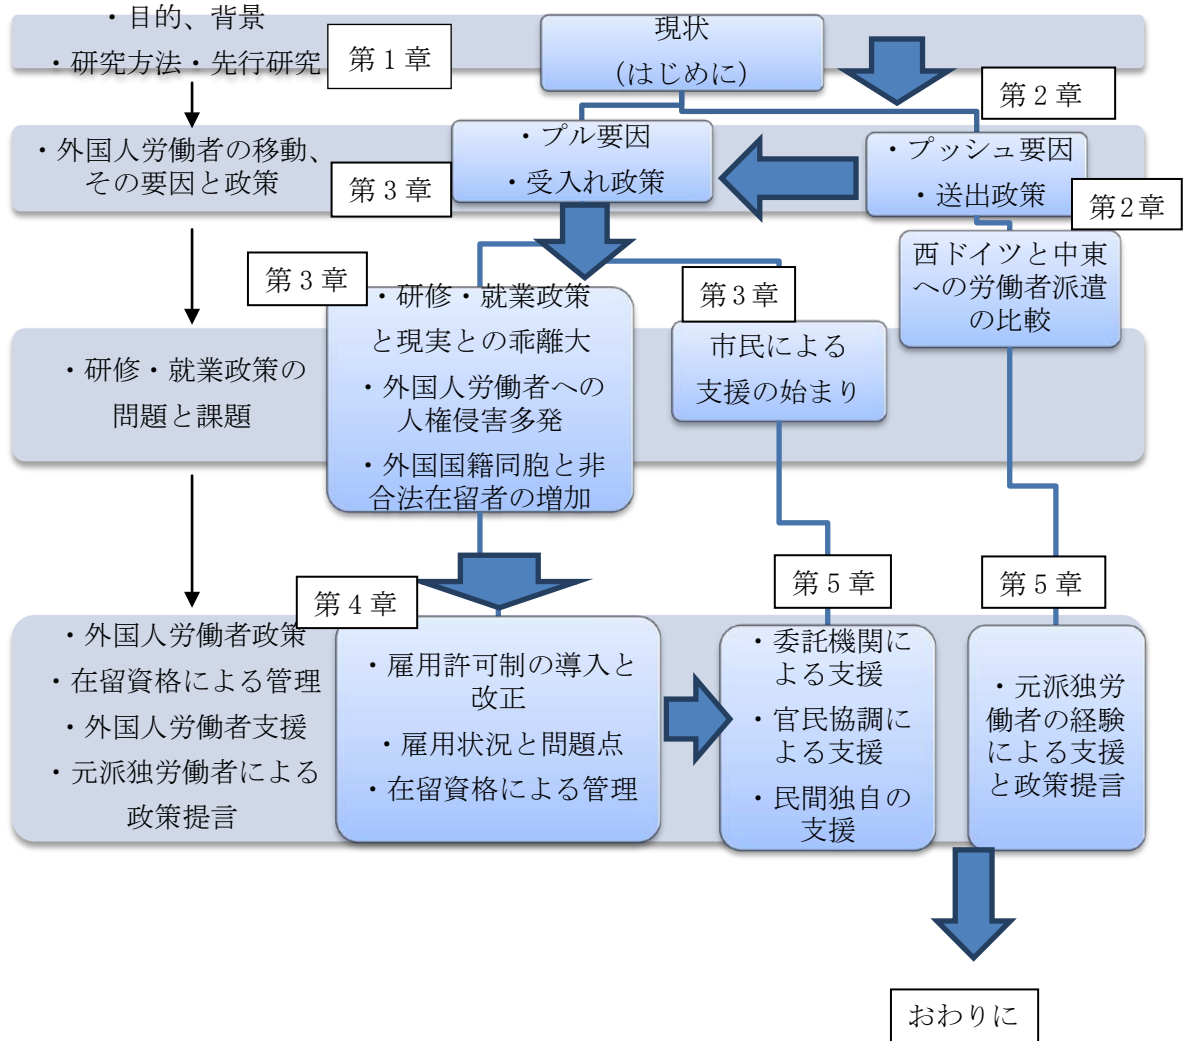 ・目的、背景
・研究方法・先行研究
第1章
現状
(はじめに)
第2章
・外国人労働者の移動、
その要因と政策
第3章
・プル要因
・受入れ政策
・プッシュ要因
・送出政策
第2章
西ドイツと中東
への労働者派遣
の比較
第3章
・研修・就業政策
と現実との乖離大
・外国人労働者への
人権侵害多発
・外国国籍同胞と非
合法在留者の増加
第3章
市民による
支援の始まり
・研修・就業政策の
問題と課題
第4章
第5章
第5章
・外国人労働者政策
・在留資格による管理
・外国人労働者支援
・元派独労働者による
政策提言
・雇用許可制の導入と
改正
・雇用状況と問題点
・在留資格による管理
・委託機関に
よる支援
・官民協調に
よる支援
・民間独自の
支援
・元派独労
働者の経験
による支援
と政策提言
おわりに